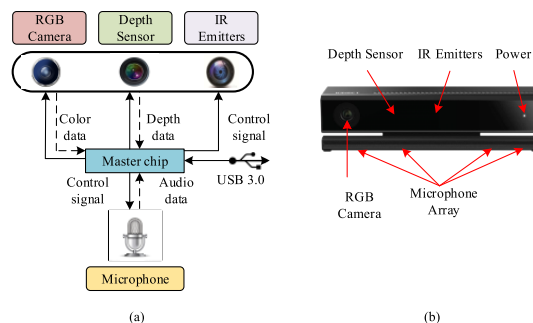 RGB
Camera
Depth
Sensor
IR
Emitters
Color
data
Depth
data
Control
signal
Master chip
USB 3.0
Control
signal
Audio
data
Microphone
(a)
Depth Sensor
IR Emitters
Power
RGB
Camera
Microphone
Array
(b)